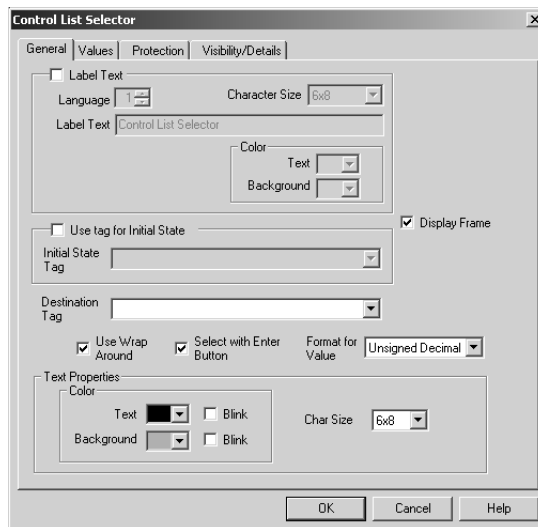 Control List Selector
General Values Protection Visibility/Details
Label Text
Language 1 Character Size 6x8
Label Text Control List Selector
Color
Text
Background
Display Frame
Use tag for Initial State
Initial State
Tag
Destination
Tag
Use Wrap
Around
Select with Enter
Button
Format for
Value
Unsigned Decimal
Text Properties
Color
Text Blink
Background Blink
Char Size 6x8
OK Cancel Help